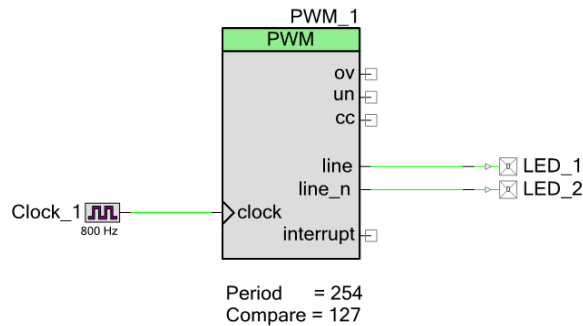 PWM_1
PWM
ov
un
cc
line
LED_1
line_n
LED_2
Clock_1
clock
800 Hz
interrupt
Period = 254
Compare = 127